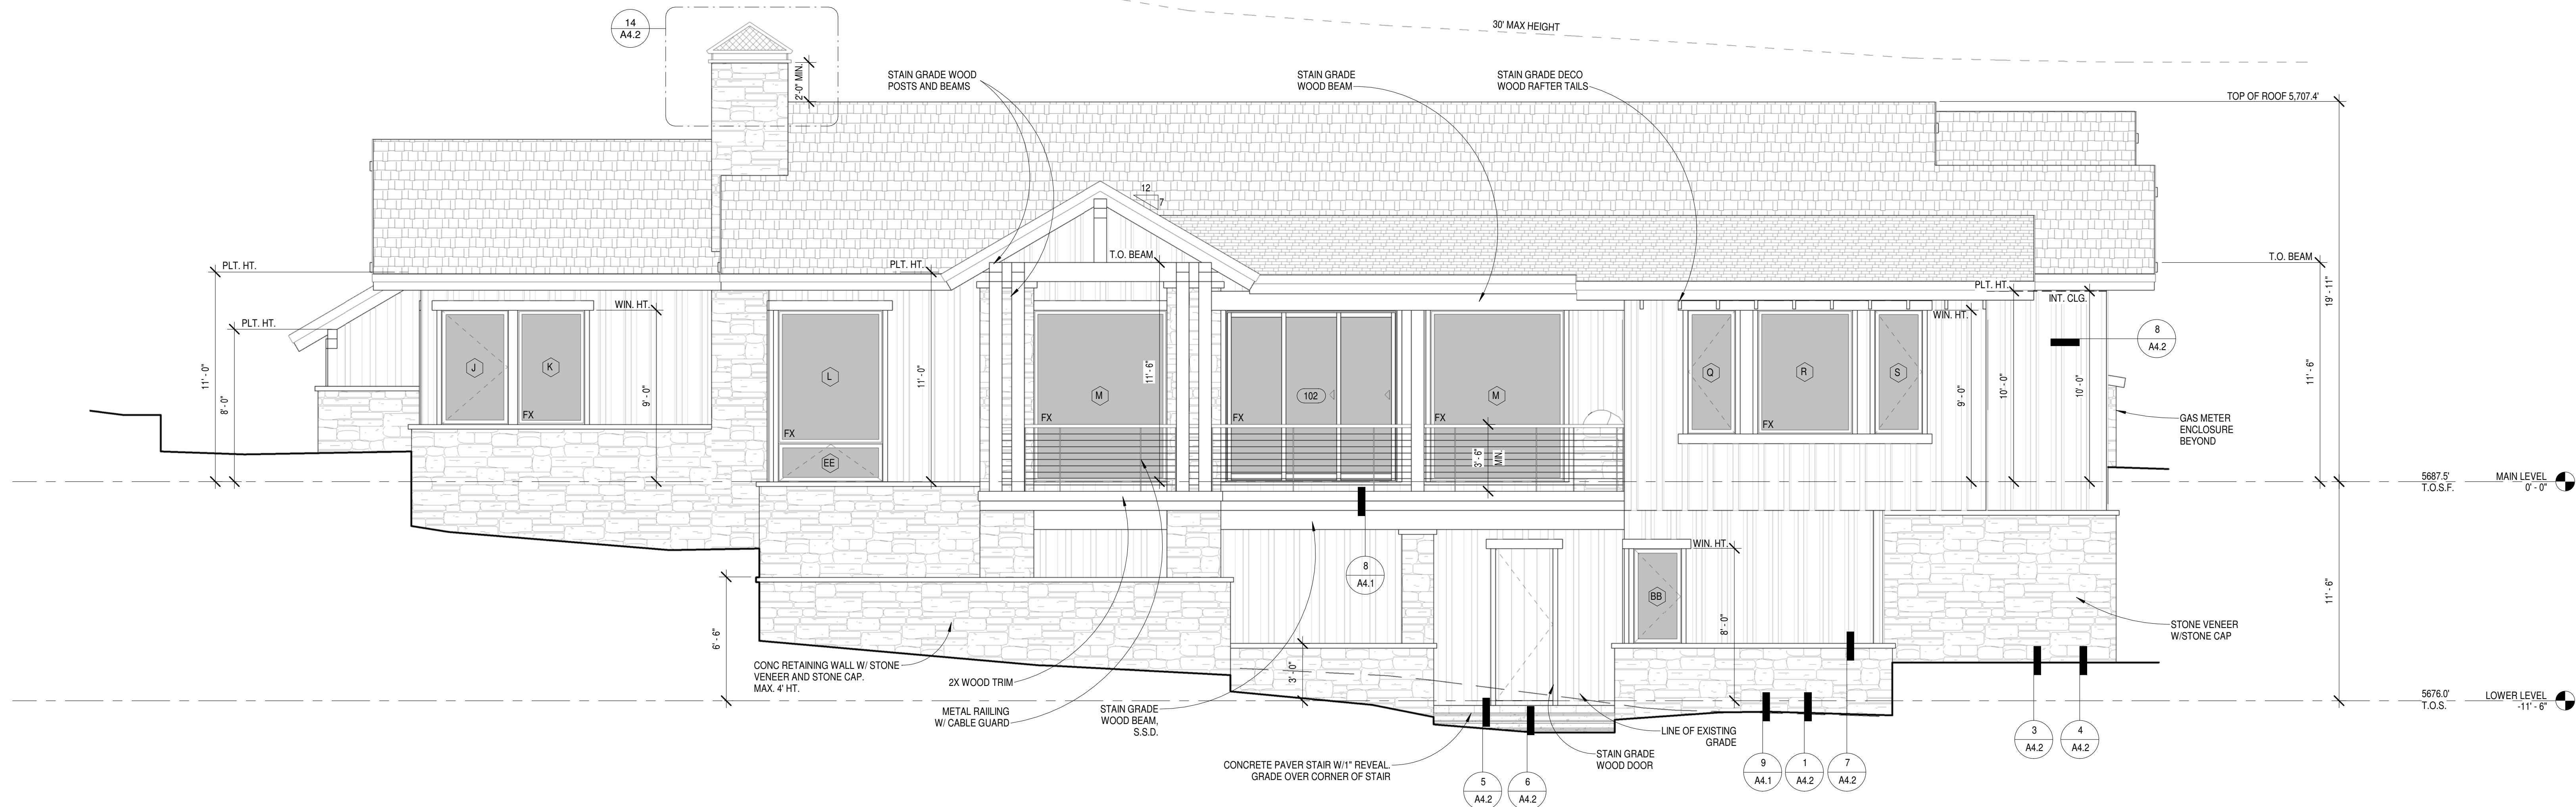 14
A4.2
30' MAX HEIGHT
2'-0" MIN.
STAIN GRADE WOOD
POSTS AND BEAMS
STAIN GRADE
WOOD BEAM
STAIN GRADE DECO
WOOD RAFTER TAILS
TOP OF ROOF 5,707.4'
12
7
PLT. HT.
PLT. HT.
T.O. BEAM
T.O. BEAM
PLT. HT.
WIN. HT.
PLT. HT.
INT. CLG.
WIN. HT.
19' - 11"
8
A4.2
11' - 0"
8' - 0"
9' - 0"
11' - 0"
11' - 6"
9' - 0"
10' - 0"
10' - 0"
11' - 6"
J
K
L
M
102
M
Q
R
S
FX
FX
FX
FX
FX
FX
EE
3' - 6"
MIN.
GAS METER
ENCLOSURE
BEYOND
5687.5'
T.O.S.F.
MAIN LEVEL
0' - 0"
WIN. HT.
8
A4.1
BB
8' - 0"
11' - 6"
6' - 6"
3' - 0"
STONE VENEER
W/STONE CAP
CONC RETAINING WALL W/ STONE
VENEER AND STONE CAP.
MAX. 4' HT.
2X WOOD TRIM
METAL RAILING
W/ CABLE GUARD
STAIN GRADE
WOOD BEAM,
S.S.D.
5676.0'
T.O.S.
LOWER LEVEL
-11' - 6"
LINE OF EXISTING
GRADE
STAIN GRADE
WOOD DOOR
CONCRETE PAVER STAIR W/1" REVEAL.
GRADE OVER CORNER OF STAIR
5
A4.2
6
A4.2
9
A4.1
1
A4.2
7
A4.2
3
A4.2
4
A4.2